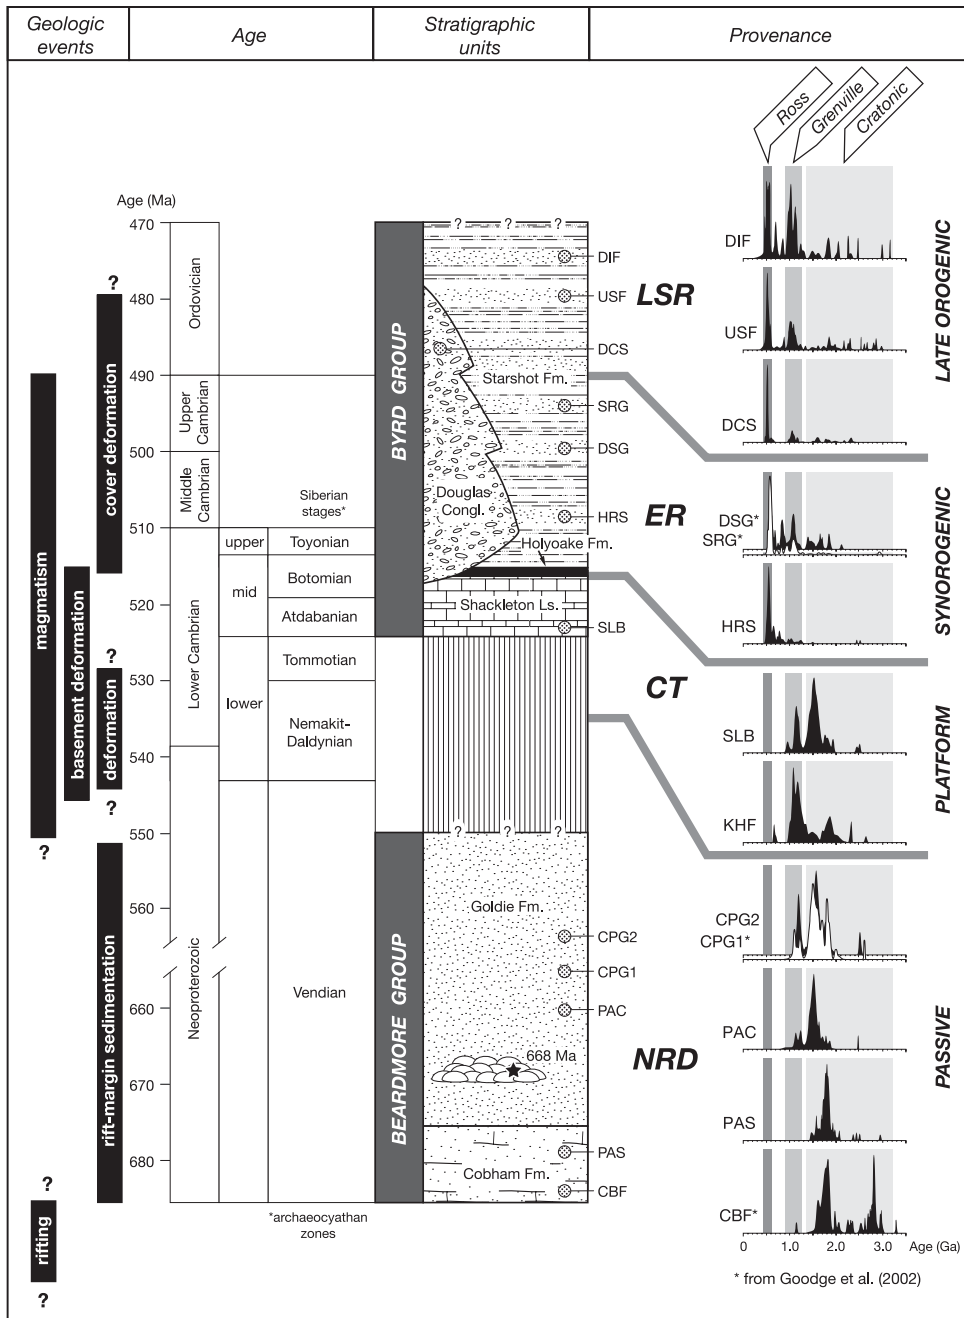 Geologic
events
Age
Stratigraphic
units
Provenance
Ross
Grenville
Cratonic
Age (Ma)
470
480
490
500
510
520
530
540
550
560
660
670
680
?
cover deformation
magmatism
?
basement deformation
?
deformation
?
rift-margin sedimentation
?
rifting
?
Ordovician
Upper
Cambrian
Middle
Cambrian
Lower Cambrian
Neoproterozoic
Siberian
stages*
upper
Toyonian
mid
Botomian
Atdabanian
lower
Tommotian
Nemakit-
Daldynian
Vendian
*archaeocyathan
zones
BYRD GROUP
BEARDMORE GROUP
? ? ?
Starshot Fm.
Douglas
Congl.
Holyoake Fm.
Shackleton Ls.
? ? ?
Goldie Fm.
668 Ma
Cobham Fm.
DIF
USF
DCS
SRG
DSG
HRS
SLB
CPG2
CPG1
PAC
PAS
CBF
LSR
ER
CT
NRD
DIF
USF
DCS
DSG*
SRG*
HRS
SLB
KHF
CPG2
CPG1*
PAC
PAS
CBF*
0 1.0 2.0 3.0 Age (Ga)
* from Goodge et al. (2002)
LATE OROGENIC
SYNOROGENIC
PLATFORM
PASSIVE